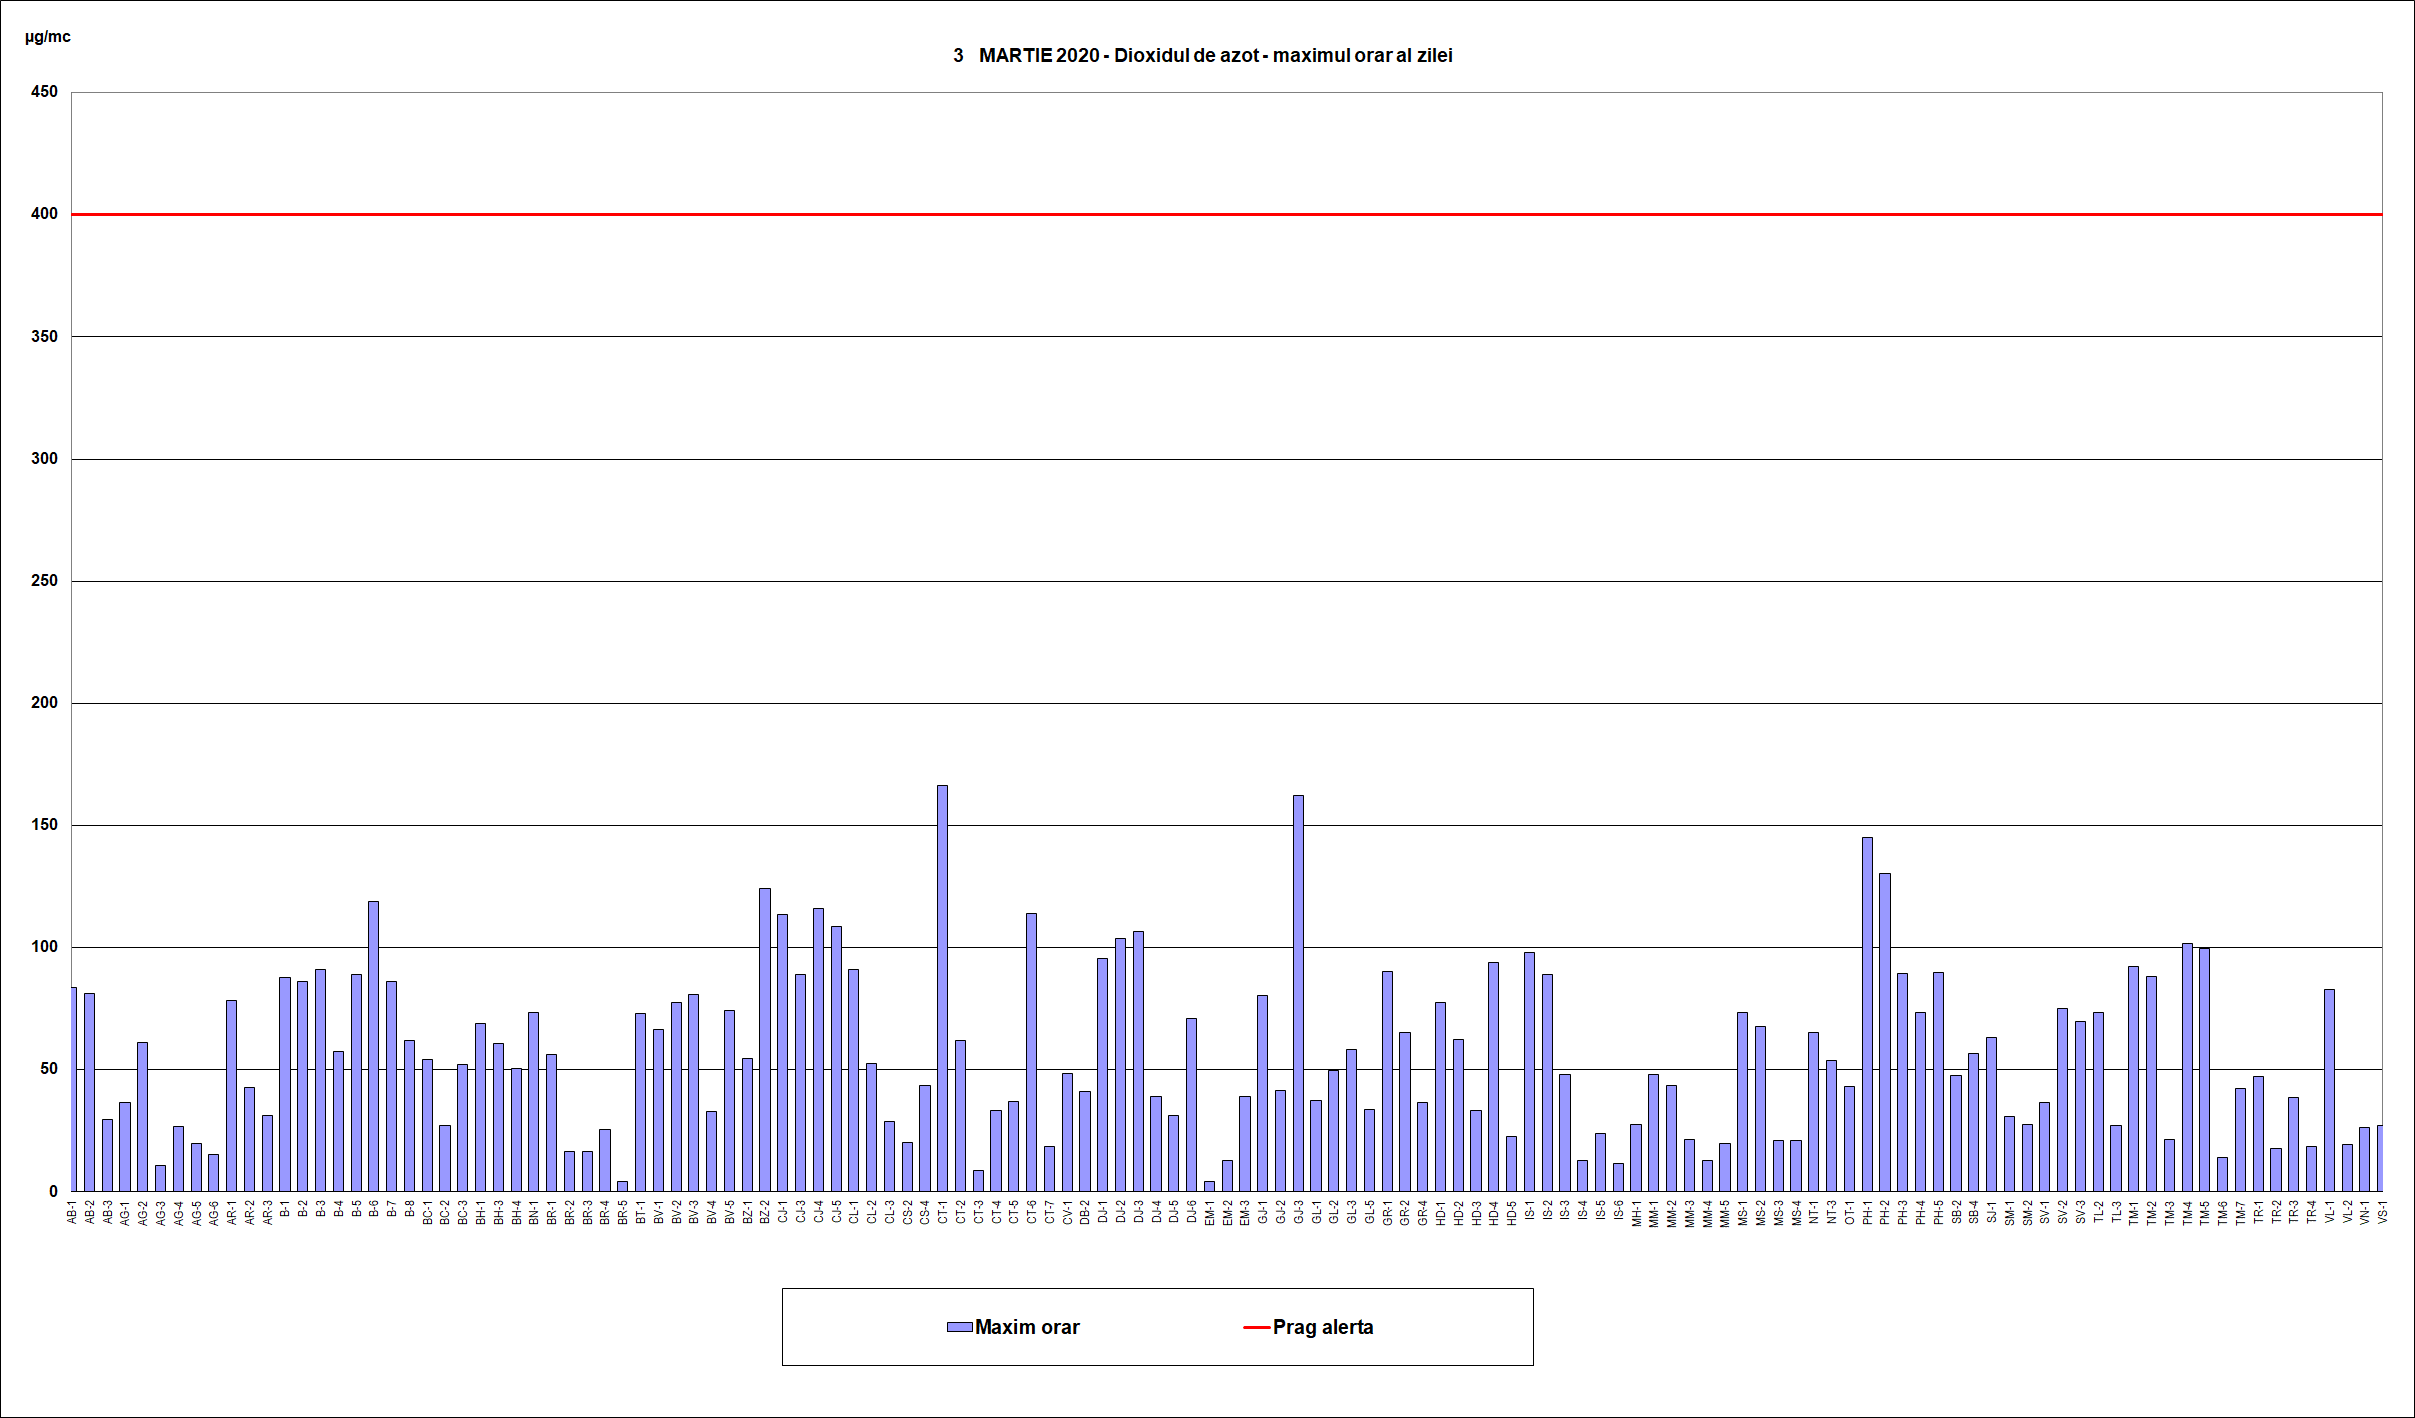 µg/mc
3 MARTIE 2020 - Dioxidul de azot - maximul orar al zilei
450
400
350
300
250
200
150
100
50
0
AB-1 AB-2 AB-3 AG-1 AG-2 AG-3 AG-4 AG-5 AG-6 AR-1 AR-2 AR-3 B-1 B-2 B-3 B-4 B-5 B-6 B-7 B-8 BC-1 BC-2 BC-3 BH-1 BH-3 BH-4 BN-1 BR-1 BR-2 BR-3 BR-4 BR-5 BT-1 BV-1 BV-2 BV-3 BV-4 BV-5 BZ-1 BZ-2 CJ-1 CJ-3 CJ-4 CJ-5 CL-1 CL-2 CL-3 CS-2 CS-4 CT-1 CT-2 CT-3 CT-4 CT-5 CT-6 CT-7 CV-1 DB-2 DJ-1 DJ-2 DJ-3 DJ-4 DJ-5 DJ-6 EM-1 EM-2 EM-3 GJ-1 GJ-2 GJ-3 GL-1 GL-2 GL-3 GL-5 GR-1 GR-2 GR-4 HD-1 HD-2 HD-3 HD-4 HD-5 IS-1 IS-2 IS-3 IS-4 IS-5 IS-6 MH-1 MM-1 MM-2 MM-3 MM-4 MM-5 MS-1 MS-2 MS-3 MS-4 NT-1 NT-3 OT-1 PH-1 PH-2 PH-3 PH-4 PH-5 SB-2 SB-4 SJ-1 SM-1 SM-2 SV-1 SV-2 SV-3 TL-2 TL-3 TM-1 TM-2 TM-3 TM-4 TM-5 TM-6 TM-7 TR-1 TR-2 TR-3 TR-4 VL-1 VL-2 VN-1 VS-1
Maxim orar Prag alerta